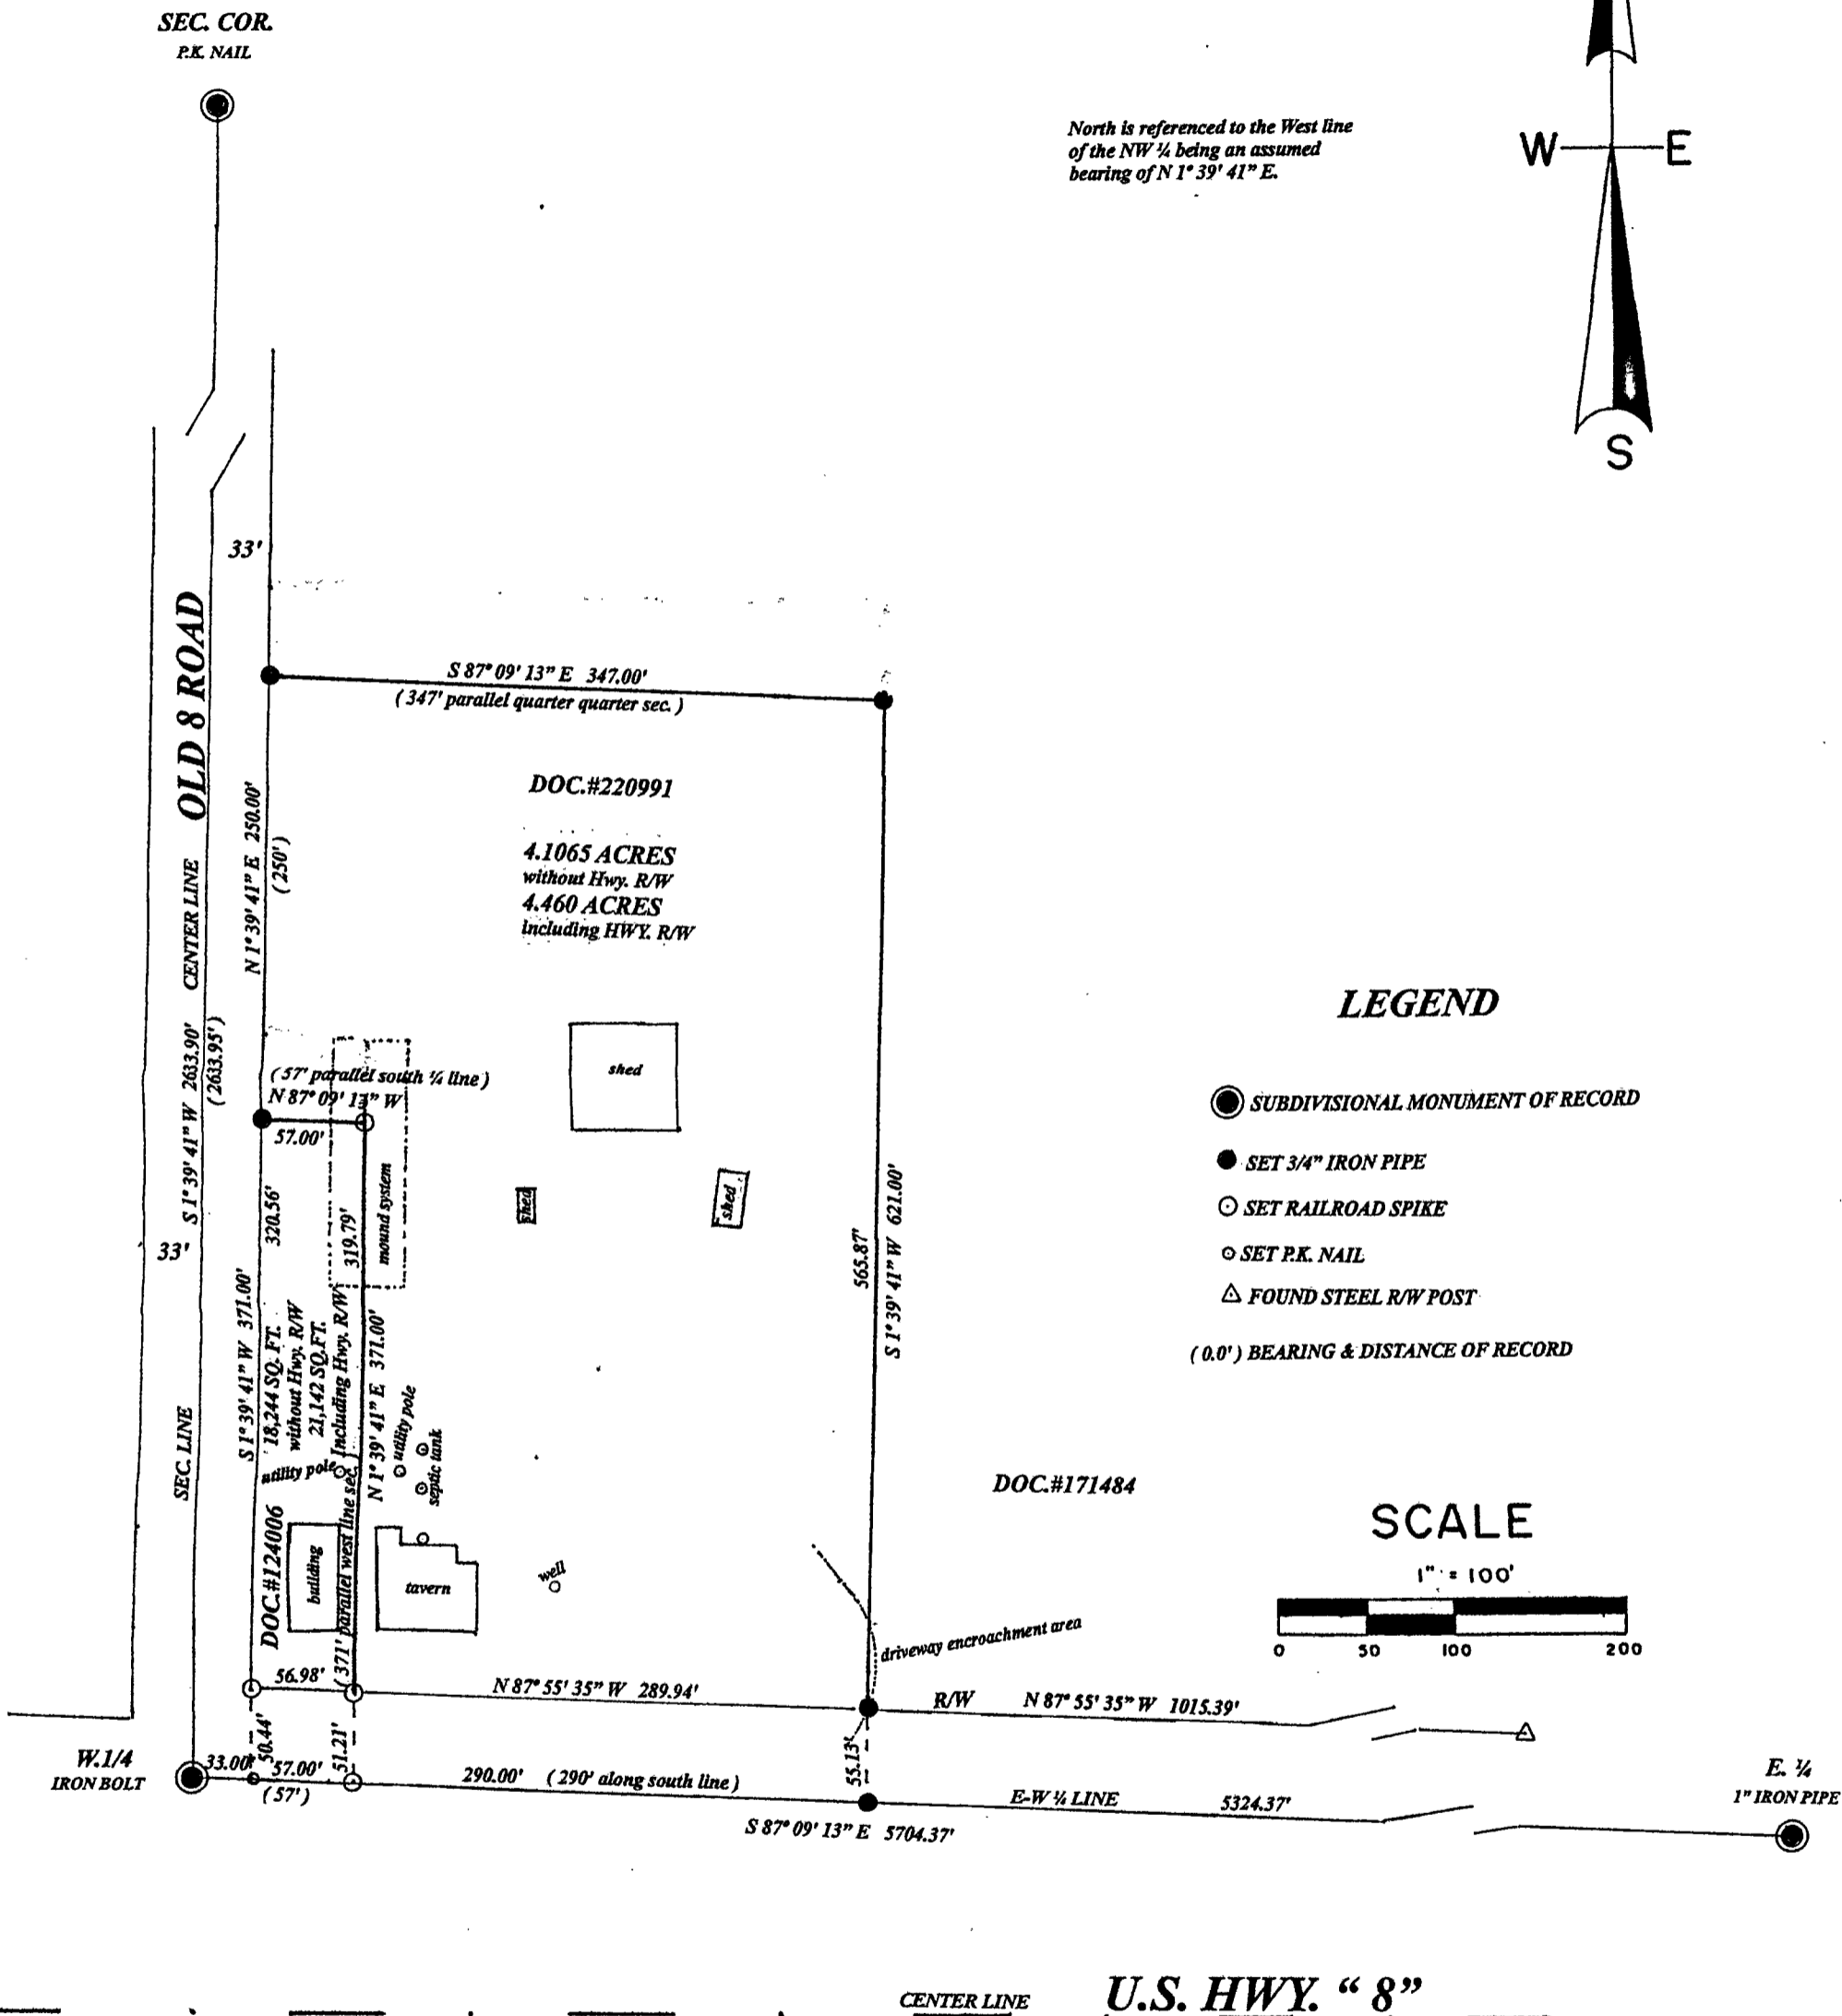 SEC. COR.
P.K. NAIL
North is referenced to the West line
of the NW ¼ being an assumed
bearing of N 1° 39' 41" E.
W E
S
33'
OLD 8 ROAD
S 87° 09' 13" E 347.00'
( 347' parallel quarter quarter sec. )
DOC.#220991
4.1065 ACRES
without Hwy. R/W
4.460 ACRES
including HWY. R/W
N 1° 39' 41" E 250.00'
( 250' )
CENTER LINE
S 1° 39' 41" W 2633.90'
( 2633.95' )
SEC. LINE
33'
( 57' parallel south ¼ line )
N 87° 09' 13" W
57.00'
shed
shed
shed
mound system
320.56'
319.79'
S 1° 39' 41" W 371.00'
18,244 SQ. FT.
without Hwy. R/W
21,142 SQ.FT.
Including Hwy. R/W
N 1° 39' 41" E 371.00'
( 371' parallel west line sec. )
565.87'
S 1° 39' 41" W 621.00'
utility pole
utility pole
septic tank
DOC.#124006
building
tavern
well
driveway encroachment area
DOC.#171484
LEGEND
SUBDIVISIONAL MONUMENT OF RECORD
SET 3/4" IRON PIPE
SET RAILROAD SPIKE
SET P.K. NAIL
FOUND STEEL R/W POST
( 0.0' ) BEARING & DISTANCE OF RECORD
SCALE
1" = 100'
0 50 100 200
56.98'
N 87° 55' 35" W 289.94'
R/W N 87° 55' 35" W 1015.39'
50.44'
51.21'
55.13'
W.1/4
IRON BOLT
33.00'
57.00'
( 57' )
290.00' ( 290' along south line )
E-W ¼ LINE 5324.37'
S 87° 09' 13" E 5704.37'
E. ¼
1" IRON PIPE
CENTER LINE
U.S. HWY. “ 8”